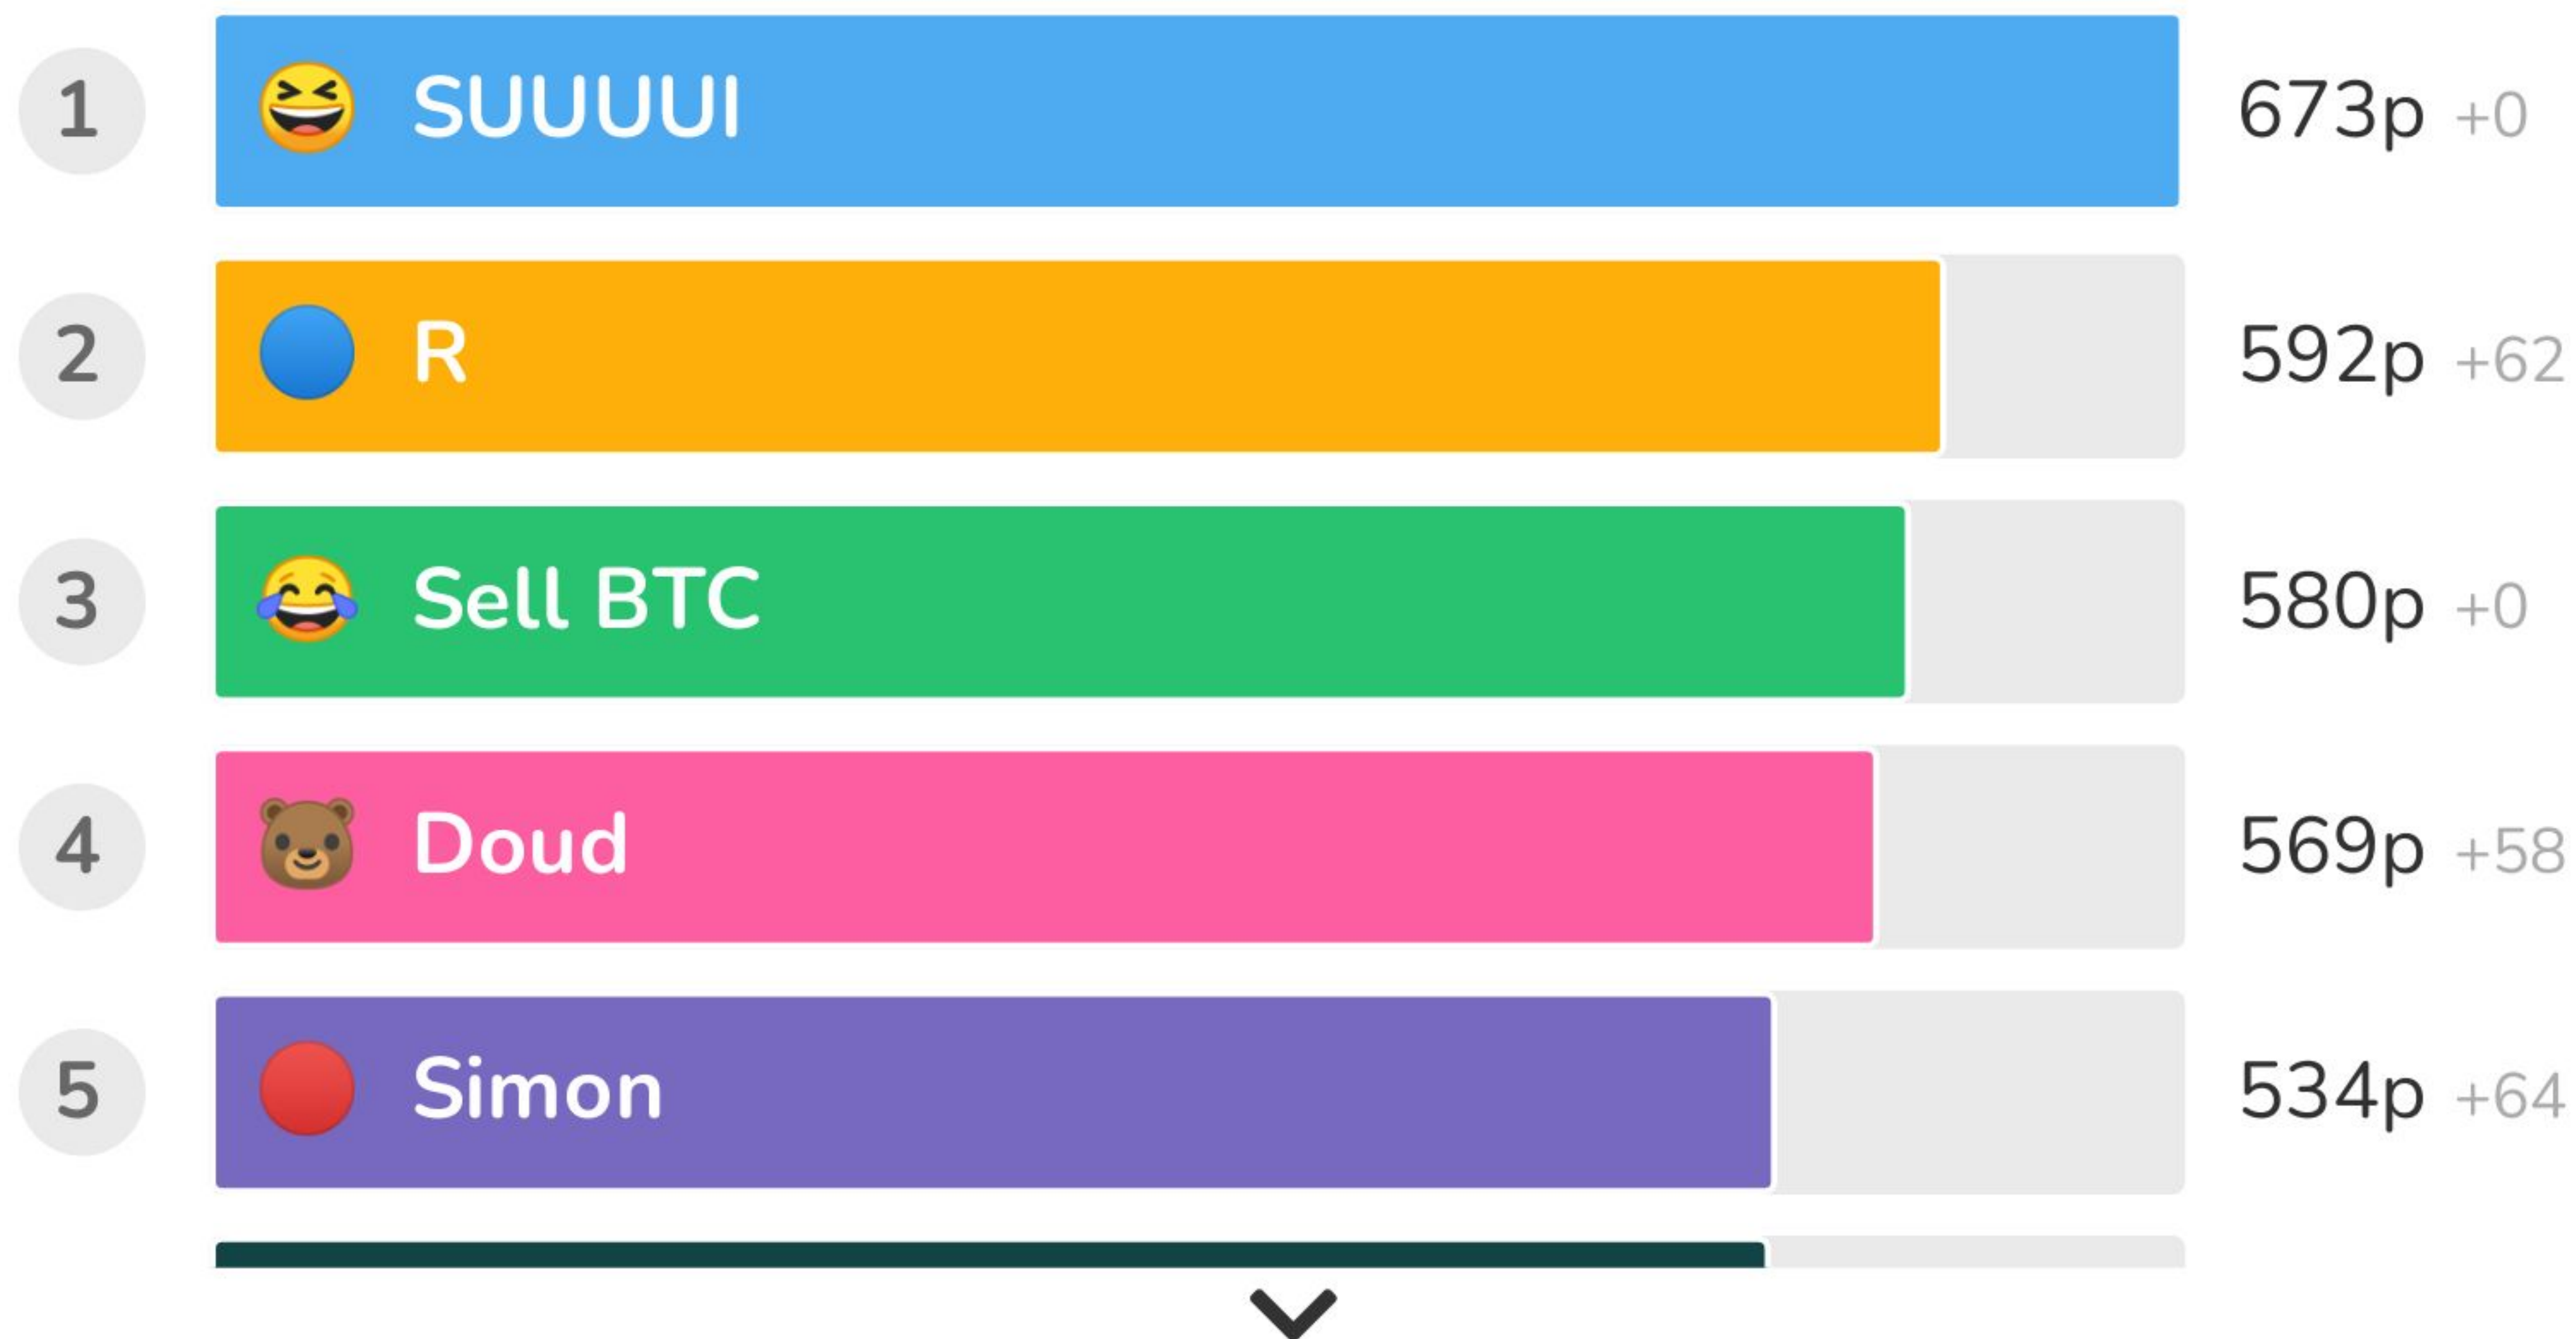 1 😆 SUUUUI 673p +0
2 🔵 R 592p +62
3 😂 Sell BTC 580p +0
4 🐻 Doud 569p +58
5 🔴 Simon 534p +64